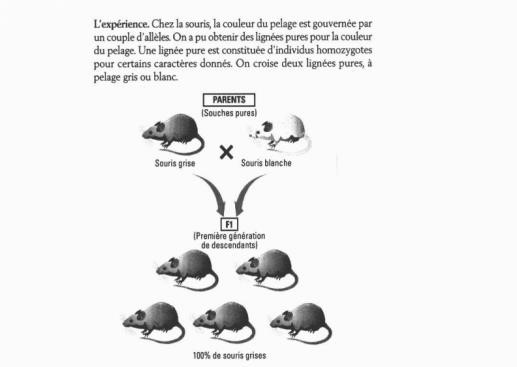 L'expérience. Chez la souris, la couleur du pelage est gouvernée par
un couple d'allèles. On a pu obtenir des lignées pures pour la couleur
du pelage. Une lignée pure est constituée d'individus homozygotes
pour certains caractères donnés. On croise deux lignées pures, à
pelage gris ou blanc.
PARENTS
(Souches pures)
X
Souris grise
Souris blanche
F1
(Première génération
de descendants)
100% de souris grises